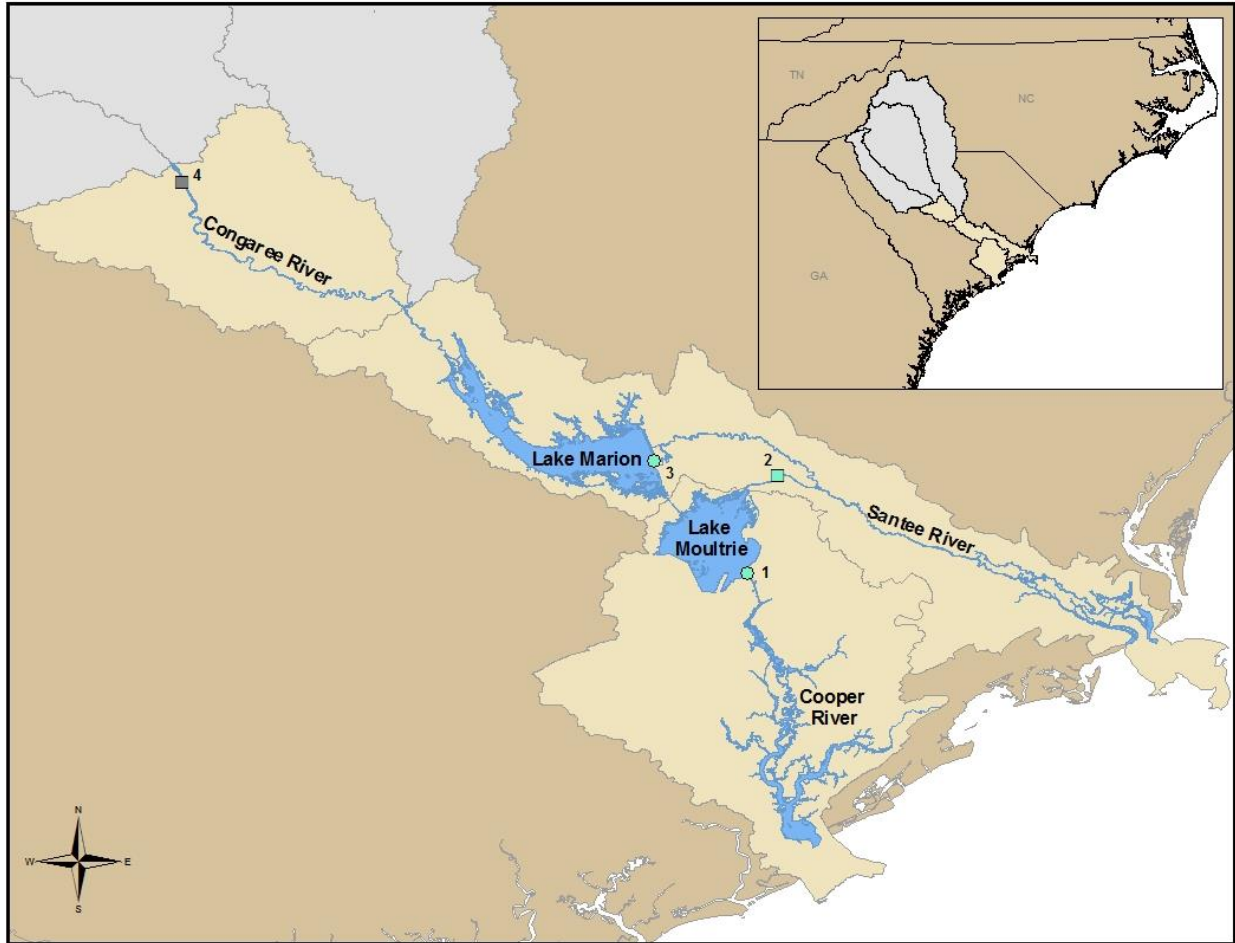 TN
NC
GA
4
Congaree River
Lake Marion
3
2
Santee River
Lake
Moultrie
1
Cooper
River
N
W
E
S